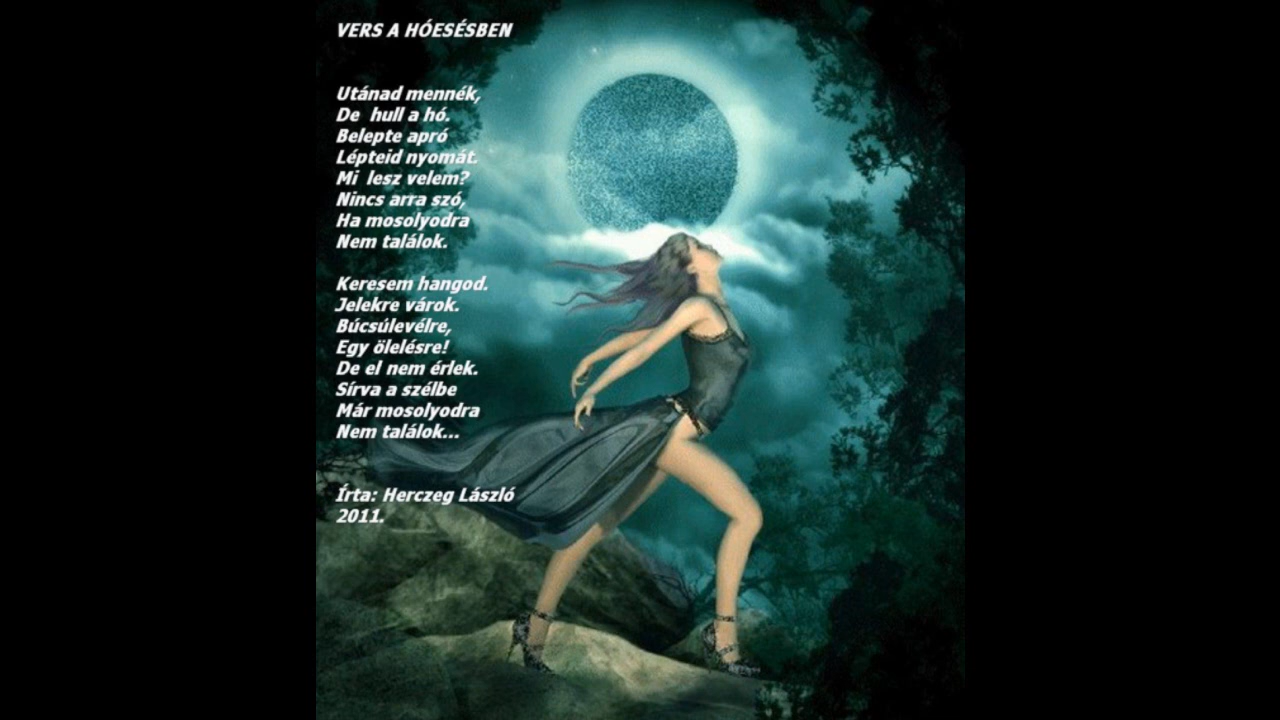 VERS A HÓESÉSBEN
Utánad mennék,
De hull a hó.
Belepte apró
Lépteid nyomát.
Mi lesz velem?
Nincs arra szó,
Ha mosolyodra
Nem találok.
Keresem hangod.
Jelekre várok.
Búcsúlevélre,
Egy ölelésre!
De el nem érlek.
Sírva a szélbe
Már mosolyodra
Nem találok...
Írta: Herczeg László
2011.